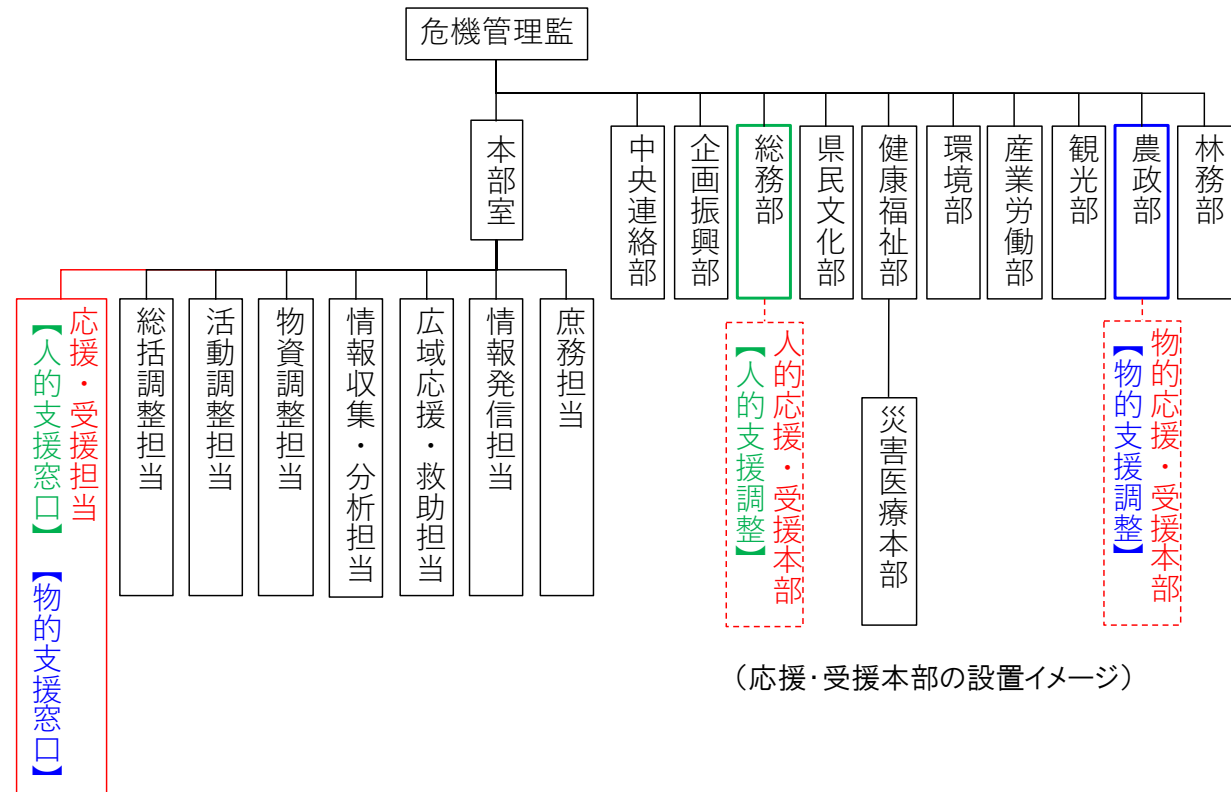 危機管理監
本部室
中央連絡部
企画振興部
総務部
県民文化部
健康福祉部
環境部
産業労働部
観光部
農政部
林務部
応援・受援担当
【人的支援窓口】 【物的支援窓口】
総括調整担当
活動調整担当
物資調整担当
情報収集・分析担当
広域応援・救助担当
情報発信担当
庶務担当
人的応援・受援本部
【人的支援調整】
災害医療本部
物的応援・受援本部
【物的支援調整】
（応援・受援本部の設置イメージ）